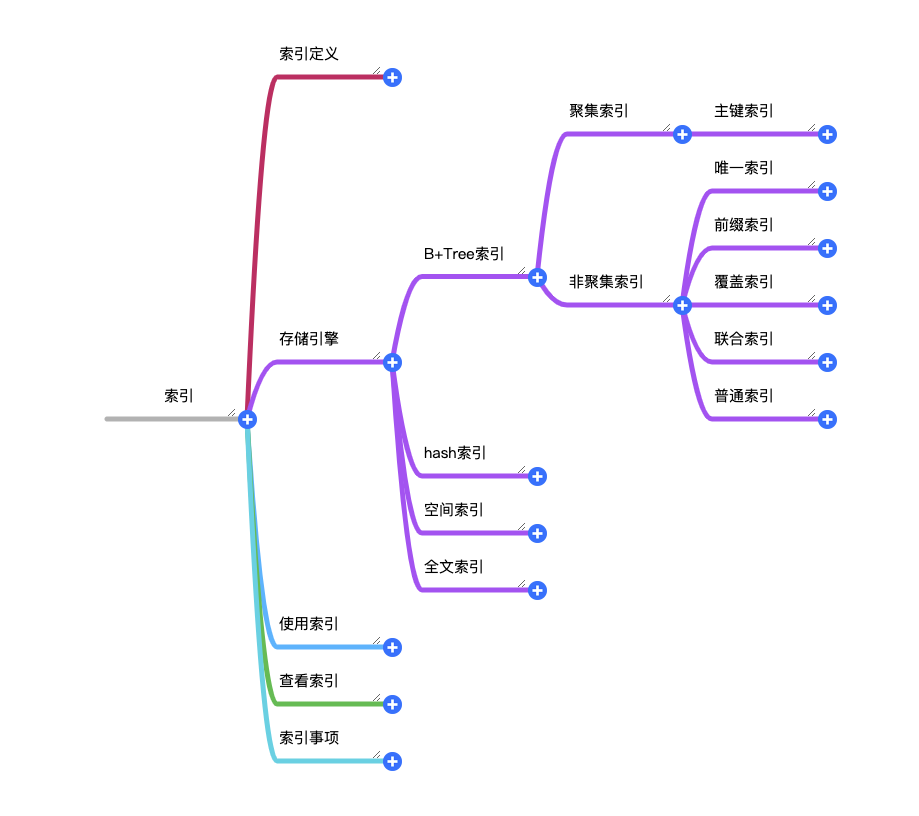 索引定义
聚集索引
主键索引
唯一索引
前缀索引
B+Tree索引
非聚集索引
覆盖索引
存储引擎
联合索引
索引
普通索引
hash索引
空间索引
全文索引
使用索引
查看索引
索引事项